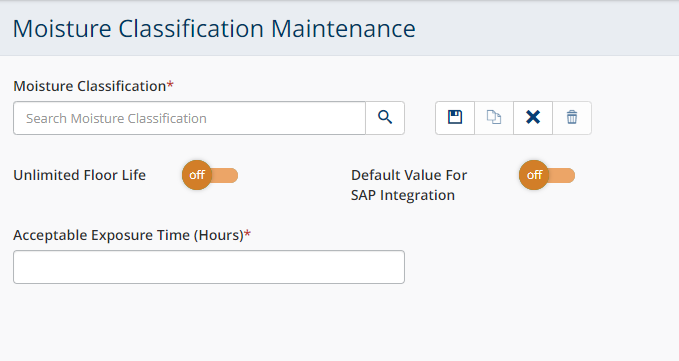 Moisture Classification Maintenance
Moisture Classification*
Search Moisture Classification
Unlimited Floor Life
off
Default Value For
SAP Integration
off
Acceptable Exposure Time (Hours)*